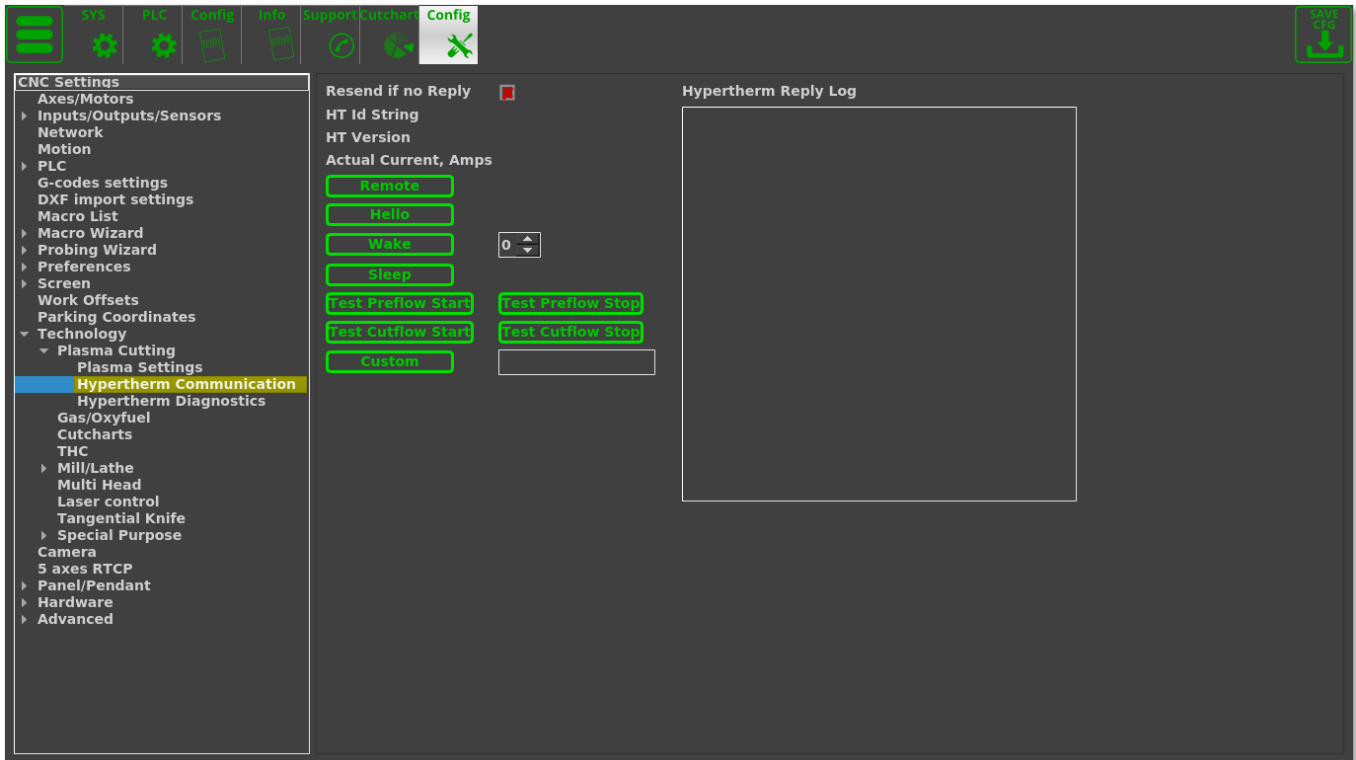 SYS PLC Config Info Support Cutchart Config SAVE
CFG
CNC Settings
Axes/Motors
Inputs/Outputs/Sensors
Network
Motion
PLC
G-codes settings
DXF import settings
Macro List
Macro Wizard
Probing Wizard
Preferences
Screen
Work Offsets
Parking Coordinates
Technology
Plasma Cutting
Plasma Settings
Hypertherm Communication
Hypertherm Diagnostics
Gas/Oxyfuel
Cutcharts
THC
Mill/Lathe
Multi Head
Laser control
Tangential Knife
Special Purpose
Camera
5 axes RTCP
Panel/Pendant
Hardware
Advanced
Resend if no Reply
HT Id String
HT Version
Actual Current, Amps
Remote
Hello
Wake 0
Sleep
Test Preflow Start Test Preflow Stop
Test Cutflow Start Test Cutflow Stop
Custom
Hypertherm Reply Log